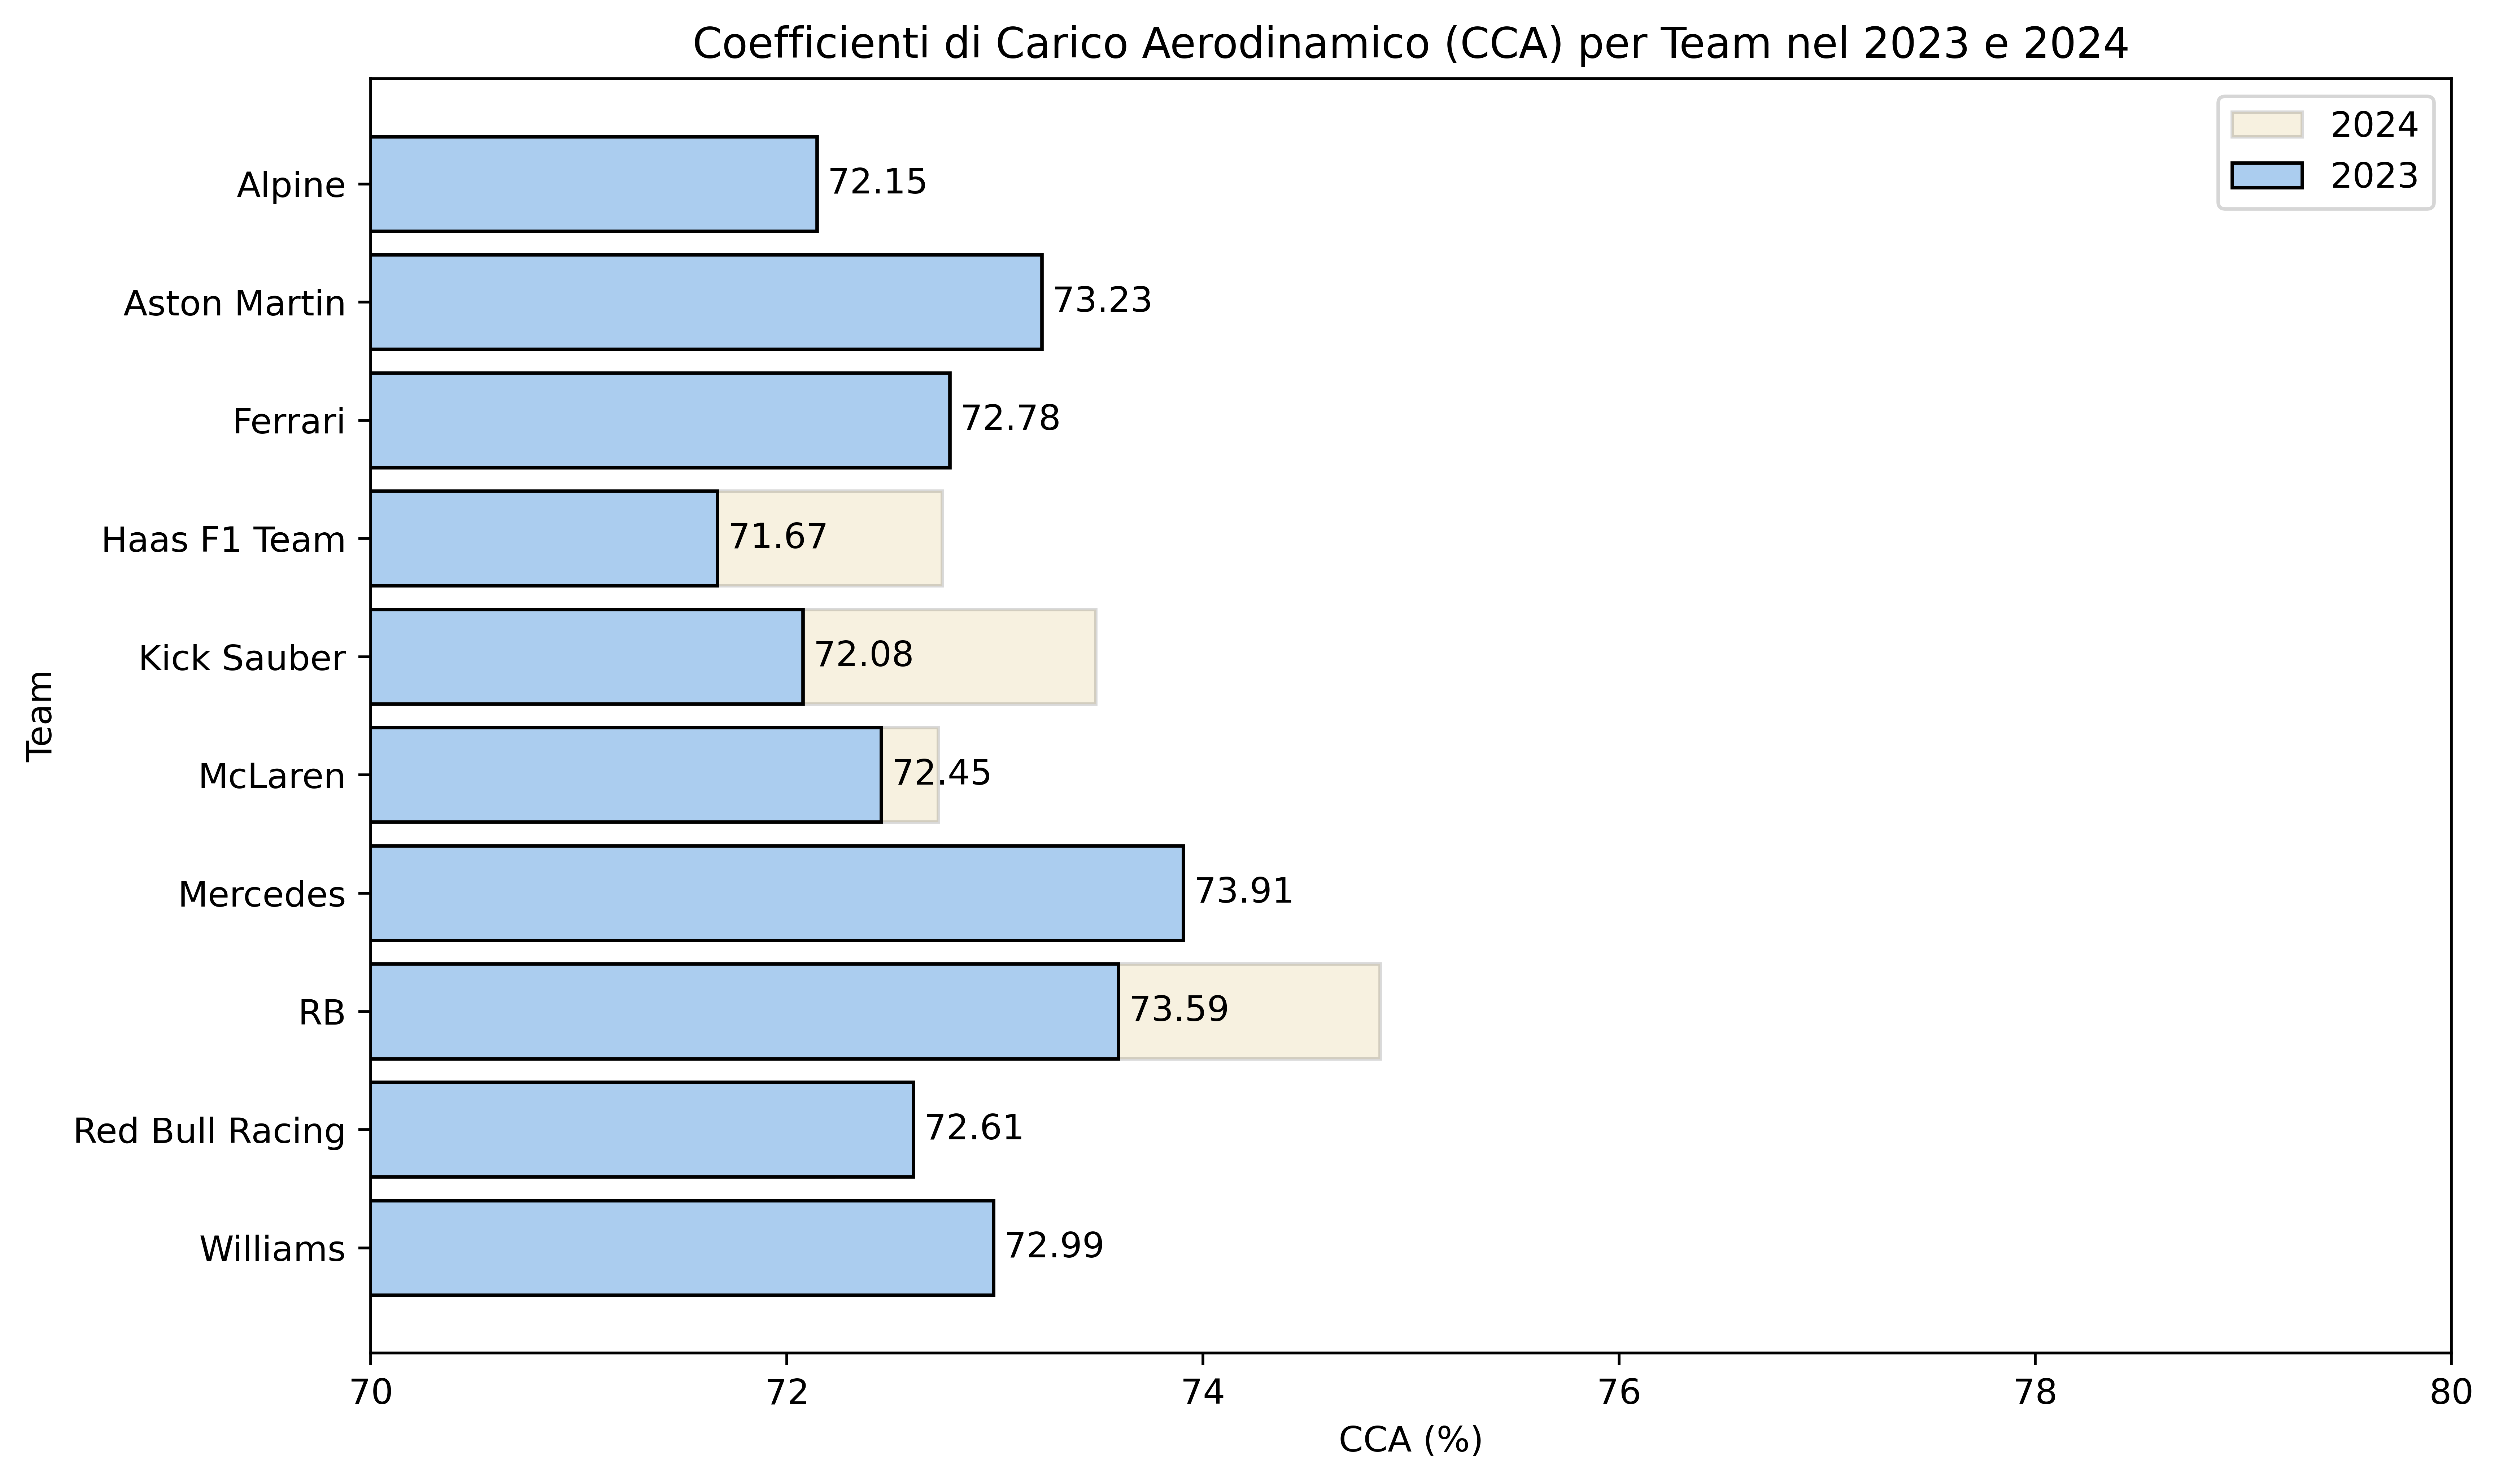 Coefficienti di Carico Aerodinamico (CCA) per Team nel 2023 e 2024
2024
2023
Alpine
72.15
Aston Martin
73.23
Ferrari
72.78
Haas F1 Team
71.67
Kick Sauber
72.08
McLaren
72.45
Mercedes
73.91
RB
73.59
Red Bull Racing
72.61
Williams
72.99
Team
70 72 74 76 78 80
CCA (%)